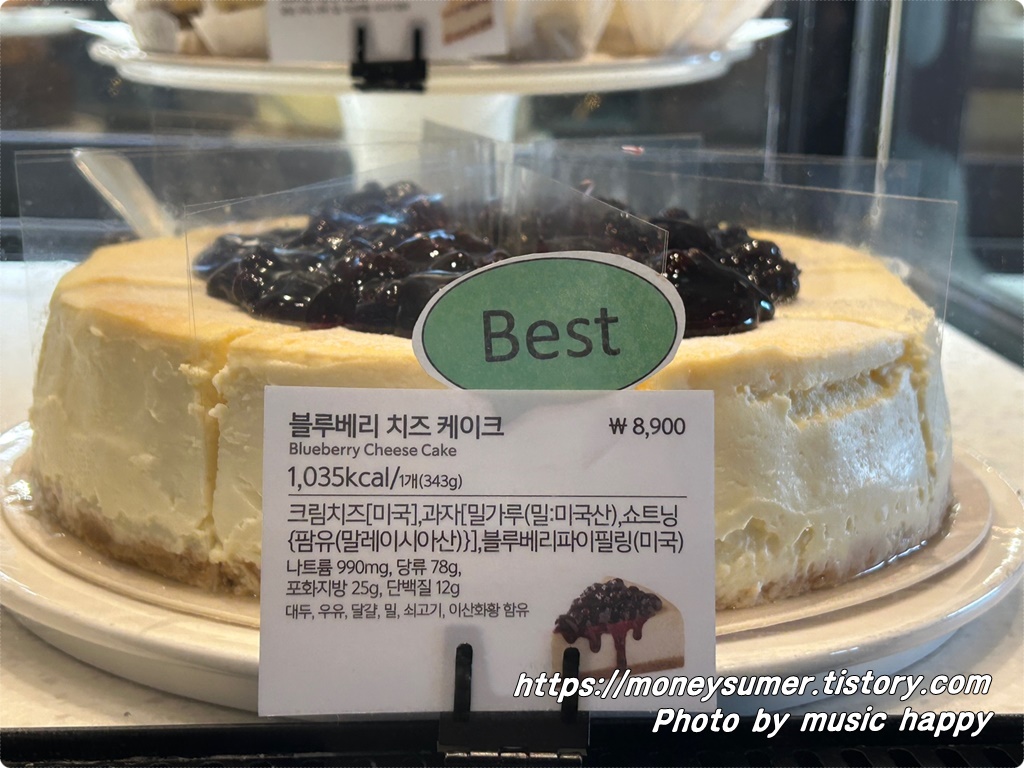 Best
블루베리 치즈 케이크 ₩ 8,900
Blueberry Cheese Cake
1,035kcal/1개(343g)
크림치즈[미국],과자[밀가루(밀:미국산),쇼트닝
{팜유(말레이시아산)}],블루베리파이필링(미국)
나트륨 990mg, 당류 78g,
포화지방 25g, 단백질 12g
대두, 우유, 달걀, 밀, 쇠고기, 이산화황 함유
https://moneysumer.tistory.com
Photo by music happy